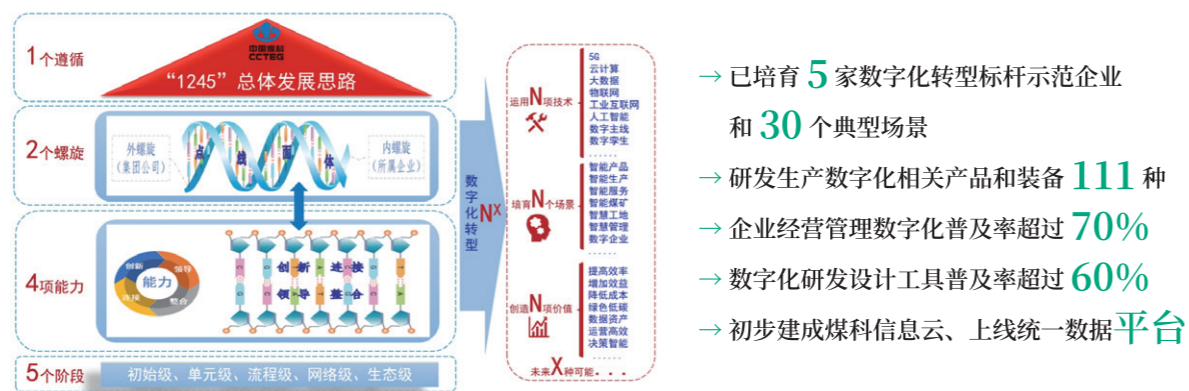 1个遵循
中国煤科
CCTEG
“1245”总体发展思路
2个螺旋
外螺旋
（集团公司）
点 线 面 体
内螺旋
（所属企业）
4项能力
创新
领导
能力
连接
整合
创新 连接
领导 整合
5个阶段
初始级、单元级、流程级、网络级、生态级
数字化转型
Nx
运用N项技术
5G
云计算
大数据
物联网
工业互联网
人工智能
数字主线
数字孪生
......
培育N个场景
智能产品
智能生产
智能服务
智能煤矿
智慧工地
智慧管理
数字企业
......
创造N项价值
提高效率
增加效益
降低成本
绿色低碳
数据资产
运营高效
决策智能
......
未来X种可能...
→ 已培育 5 家数字化转型标杆示范企业
和 30 个典型场景
→ 研发生产数字化相关产品和装备 111 种
→ 企业经营管理数字化普及率超过 70%
→ 数字化研发设计工具普及率超过 60%
→ 初步建成煤科信息云、上线统一数据平台